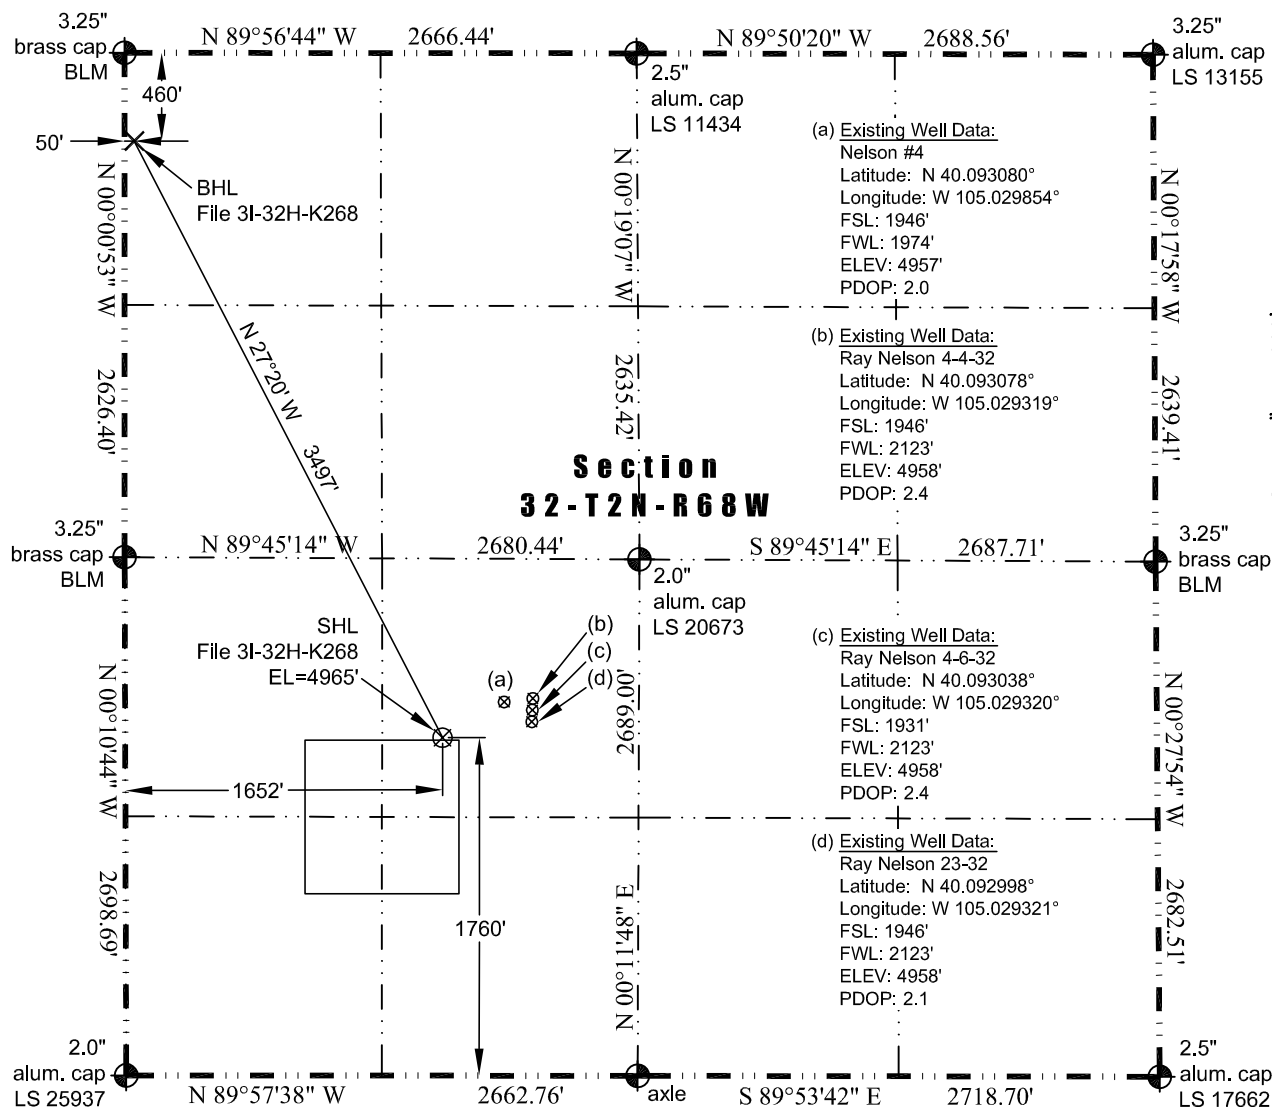 3.25"
brass cap
BLM
N 89°56'44" W 2666.44'
2.5"
alum. cap
LS 11434
N 89°50'20" W 2688.56'
3.25"
alum. cap
LS 13155
460'
50'
BHL
File 3I-32H-K268
N 00°00'53" W 2626.40'
N 27°20' W 3497'
N 00°19'07" W 2635.42'
N 00°17'58" W 2639.41'
(a) Existing Well Data:
Nelson #4
Latitude: N 40.093080°
Longitude: W 105.029854°
FSL: 1946'
FWL: 1974'
ELEV: 4957'
PDOP: 2.0
(b) Existing Well Data:
Ray Nelson 4-4-32
Latitude: N 40.093078°
Longitude: W 105.029319°
FSL: 1946'
FWL: 2123'
ELEV: 4958'
PDOP: 2.4
Section
32-T2N-R68W
3.25"
brass cap
BLM
N 89°45'14" W 2680.44'
S 89°45'14" E 2687.71'
3.25"
brass cap
BLM
2.0"
alum. cap
LS 20673
SHL
File 3I-32H-K268
EL=4965'
(a)
(b)
(c)
(d)
(c) Existing Well Data:
Ray Nelson 4-6-32
Latitude: N 40.093038°
Longitude: W 105.029320°
FSL: 1931'
FWL: 2123'
ELEV: 4958'
PDOP: 2.4
N 00°10'44" W 2698.69'
1652'
1760'
N 00°11'48" E 2689.00'
N 00°27'54" W 2682.51'
(d) Existing Well Data:
Ray Nelson 23-32
Latitude: N 40.092998°
Longitude: W 105.029321°
FSL: 1946'
FWL: 2123'
ELEV: 4958'
PDOP: 2.1
2.0"
alum. cap
LS 25937
N 89°57'38" W 2662.76'
axle
S 89°53'42" E 2718.70'
2.5"
alum. cap
LS 17662